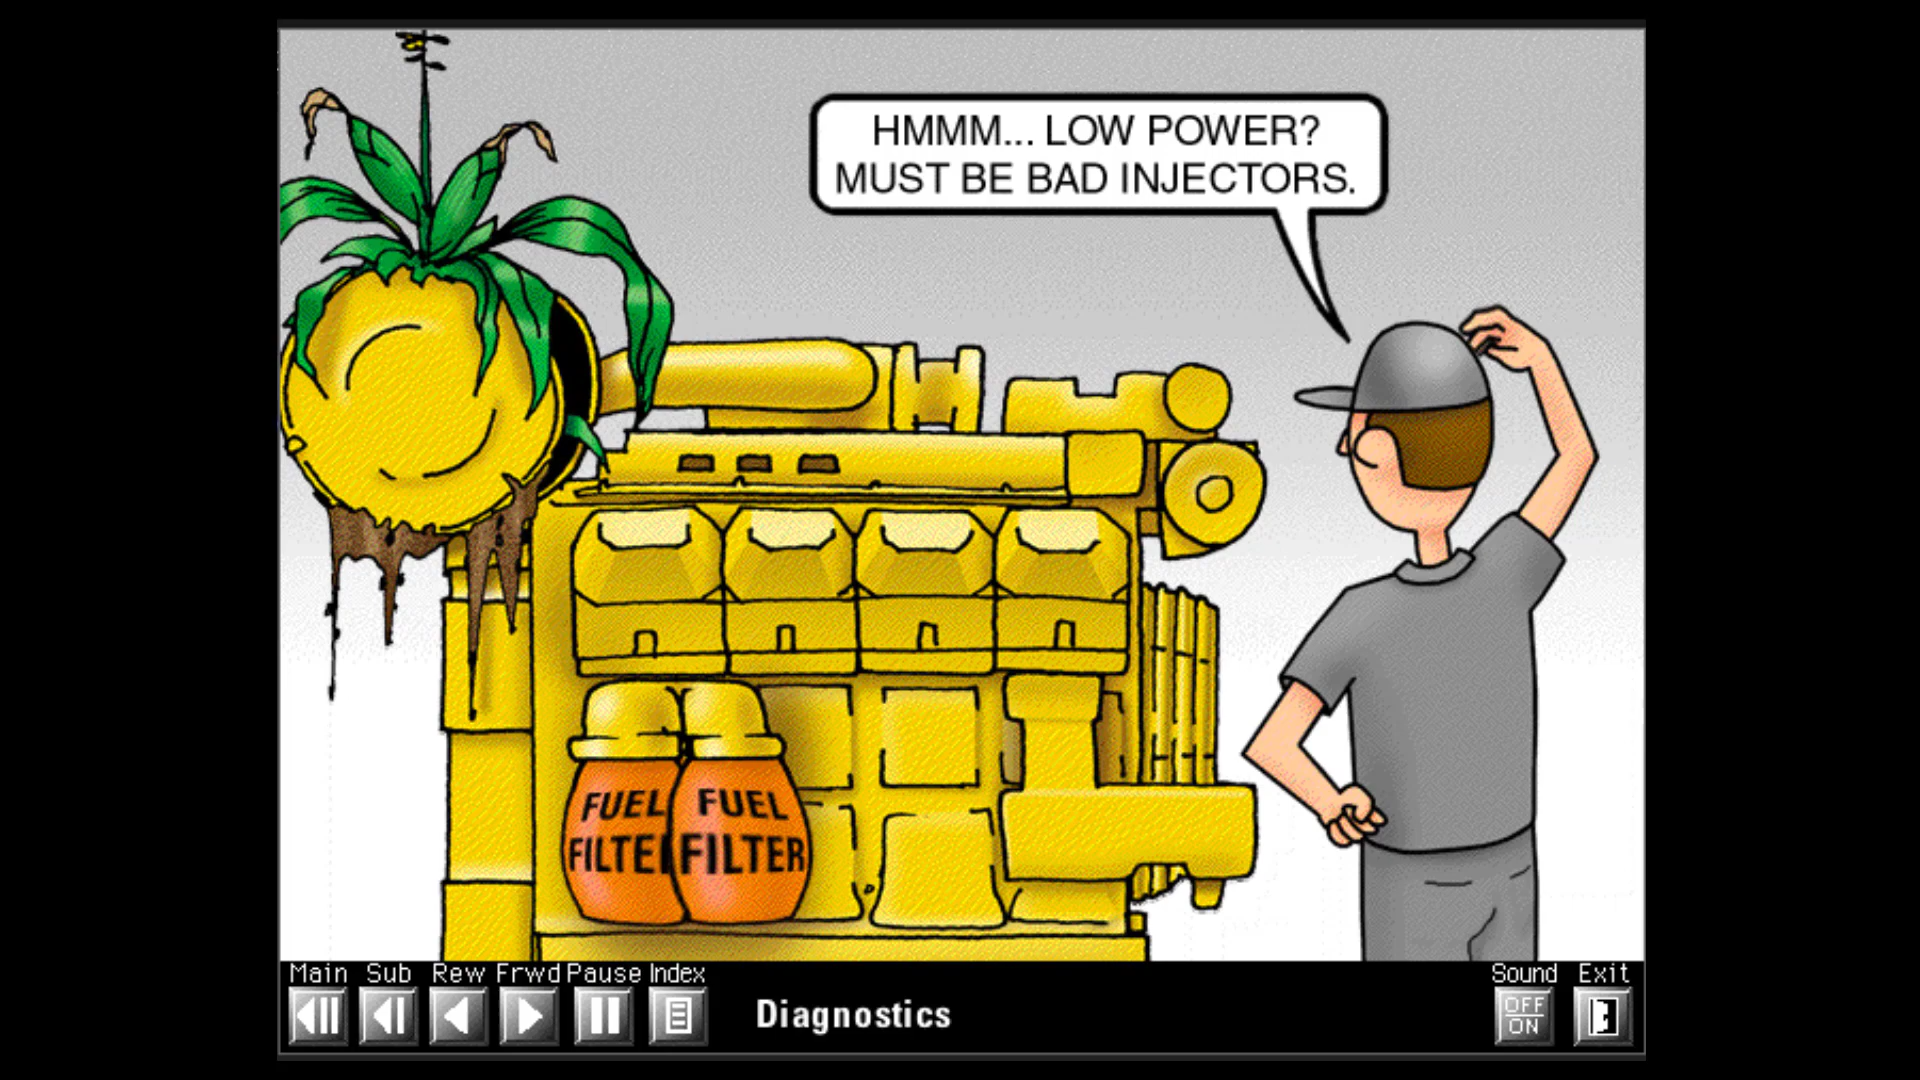 HMMM... LOW POWER?
MUST BE BAD INJECTORS.
FUEL
FILTE
FUEL
FILTER
Main Sub Rew Frwd Pause Index
Diagnostics
Sound Exit
OFF
ON